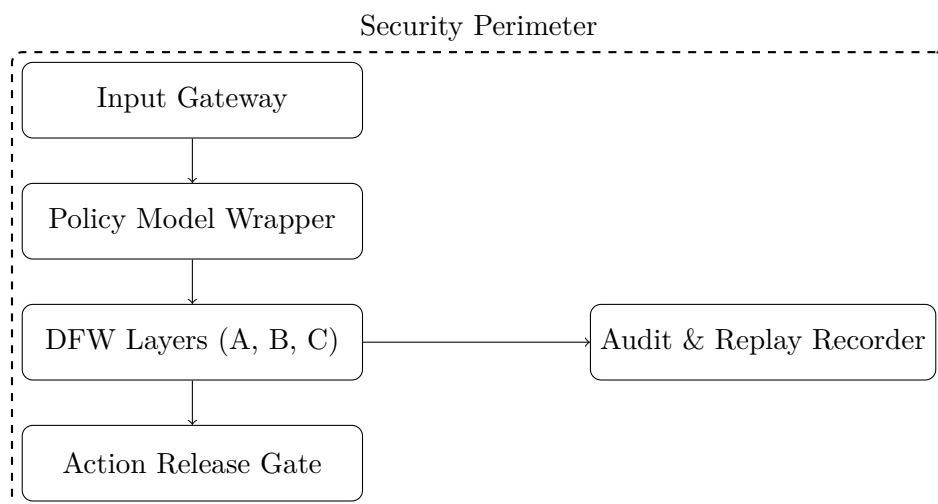 Security Perimeter
Input Gateway
Policy Model Wrapper
DFW Layers (A, B, C)
Audit & Replay Recorder
Action Release Gate